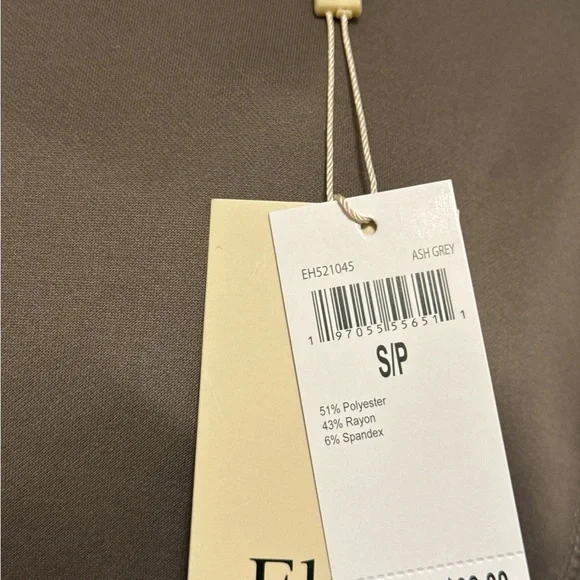 EH521045
ASH GREY
1 97055 55651 1
S/P
51% Polyester
43% Rayon
6% Spandex